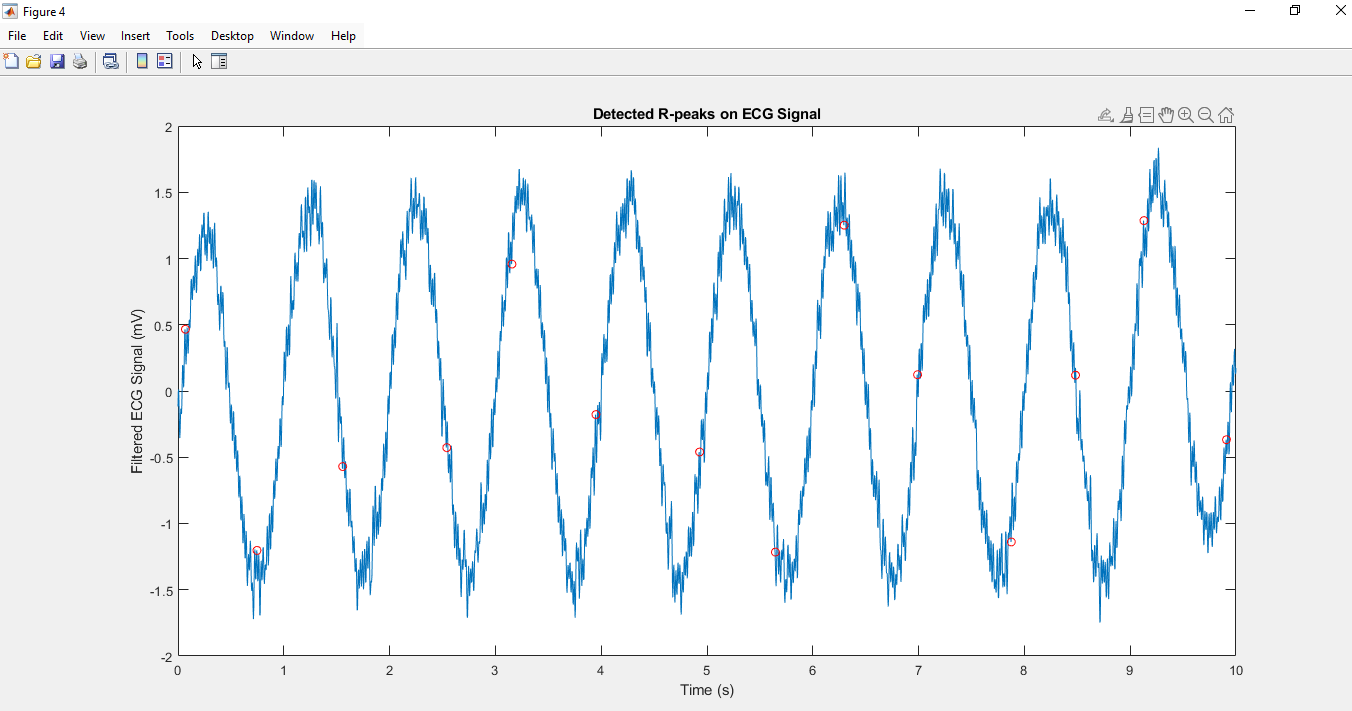 Figure 4
File Edit View Insert Tools Desktop Window Help
Detected R-peaks on ECG Signal
2
1.5
1
0.5
0
-0.5
-1
-1.5
-2
Filtered ECG Signal (mV)
0 1 2 3 4 5 6 7 8 9 10
Time (s)